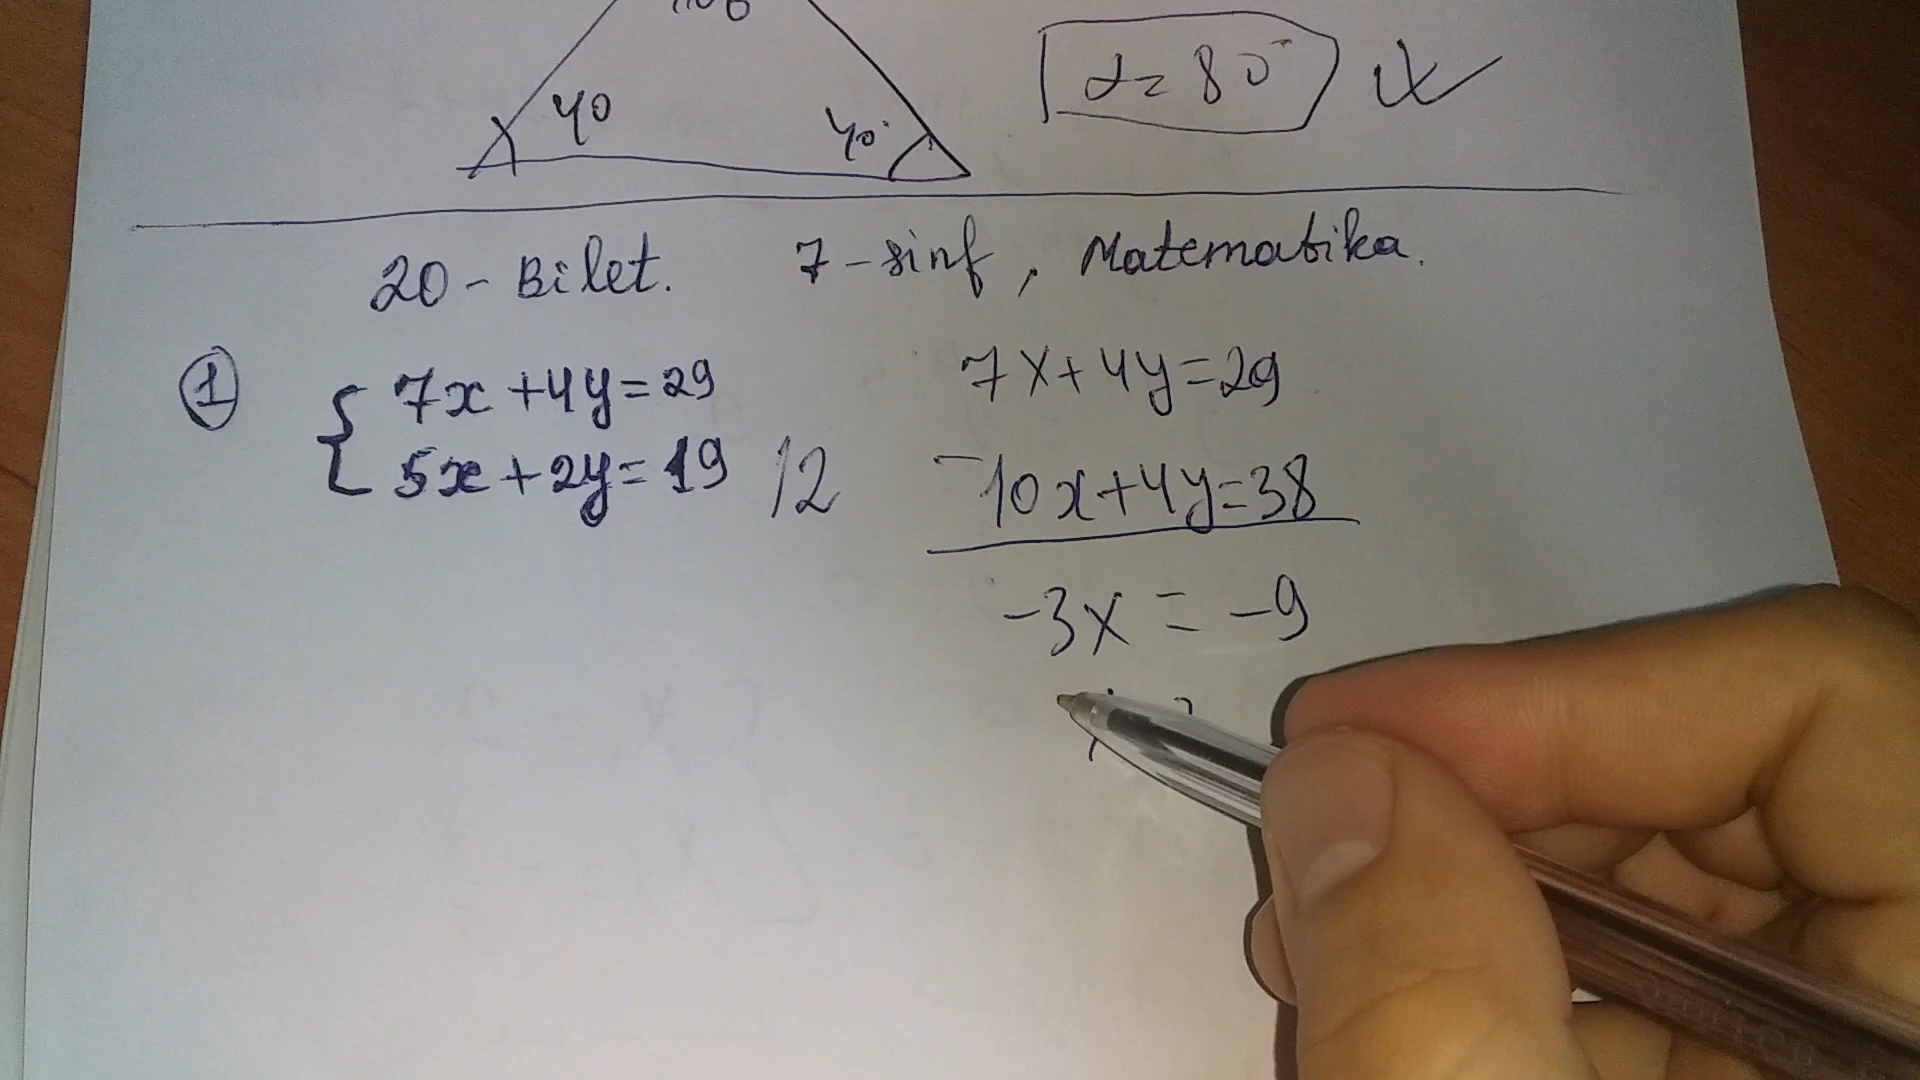 40 40°
α = 80°
20 - Bilet. 7-sinf, Matematika.
1
7x + 4y = 29
5x + 2y = 19 /2
7x + 4y = 29
- 10x + 4y = 38
-3x = -9